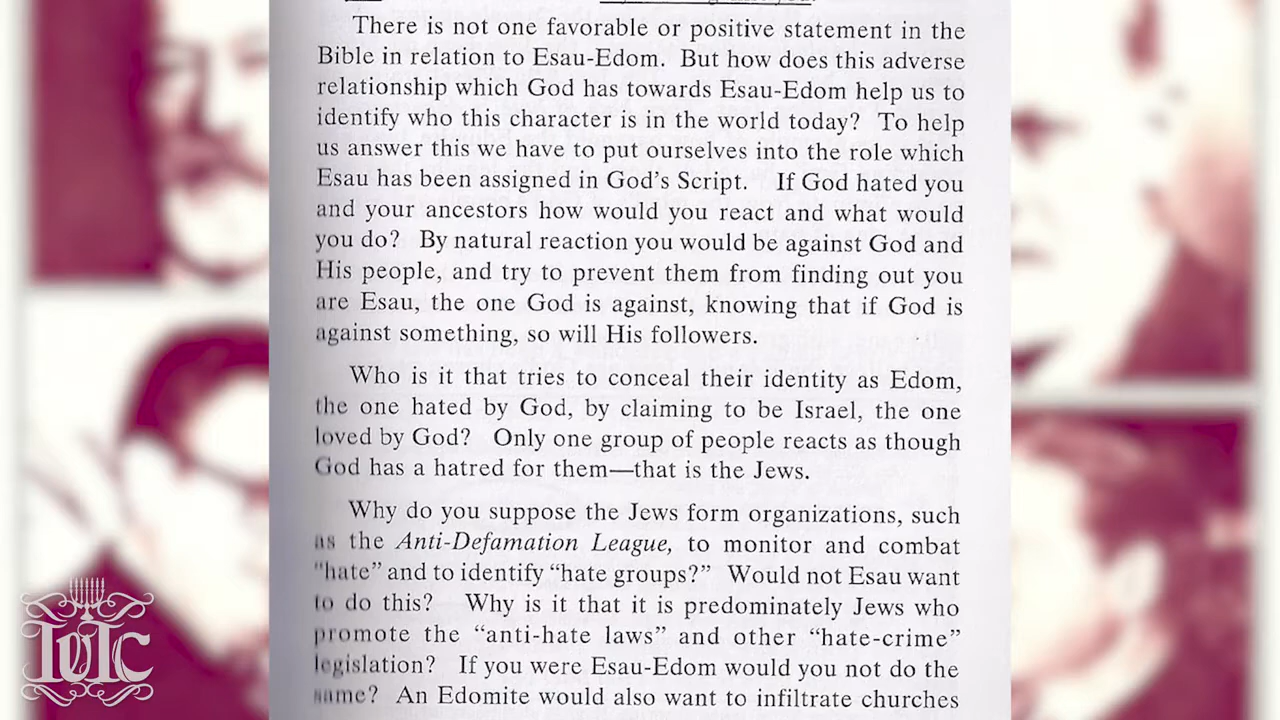 There is not one favorable or positive statement in the
Bible in relation to Esau-Edom. But how does this adverse
relationship which God has towards Esau-Edom help us to
identify who this character is in the world today? To help
us answer this we have to put ourselves into the role which
Esau has been assigned in God's Script. If God hated you
and your ancestors how would you react and what would
you do? By natural reaction you would be against God and
His people, and try to prevent them from finding out you
are Esau, the one God is against, knowing that if God is
against something, so will His followers.
Who is it that tries to conceal their identity as Edom,
the one hated by God, by claiming to be Israel, the one
loved by God? Only one group of people reacts as though
God has a hatred for them—that is the Jews.
Why do you suppose the Jews form organizations, such
as the Anti-Defamation League, to monitor and combat
"hate" and to identify "hate groups?" Would not Esau want
to do this? Why is it that it is predominately Jews who
promote the "anti-hate laws" and other "hate-crime"
legislation? If you were Esau-Edom would you not do the
same? An Edomite would also want to infiltrate churches
IUIC